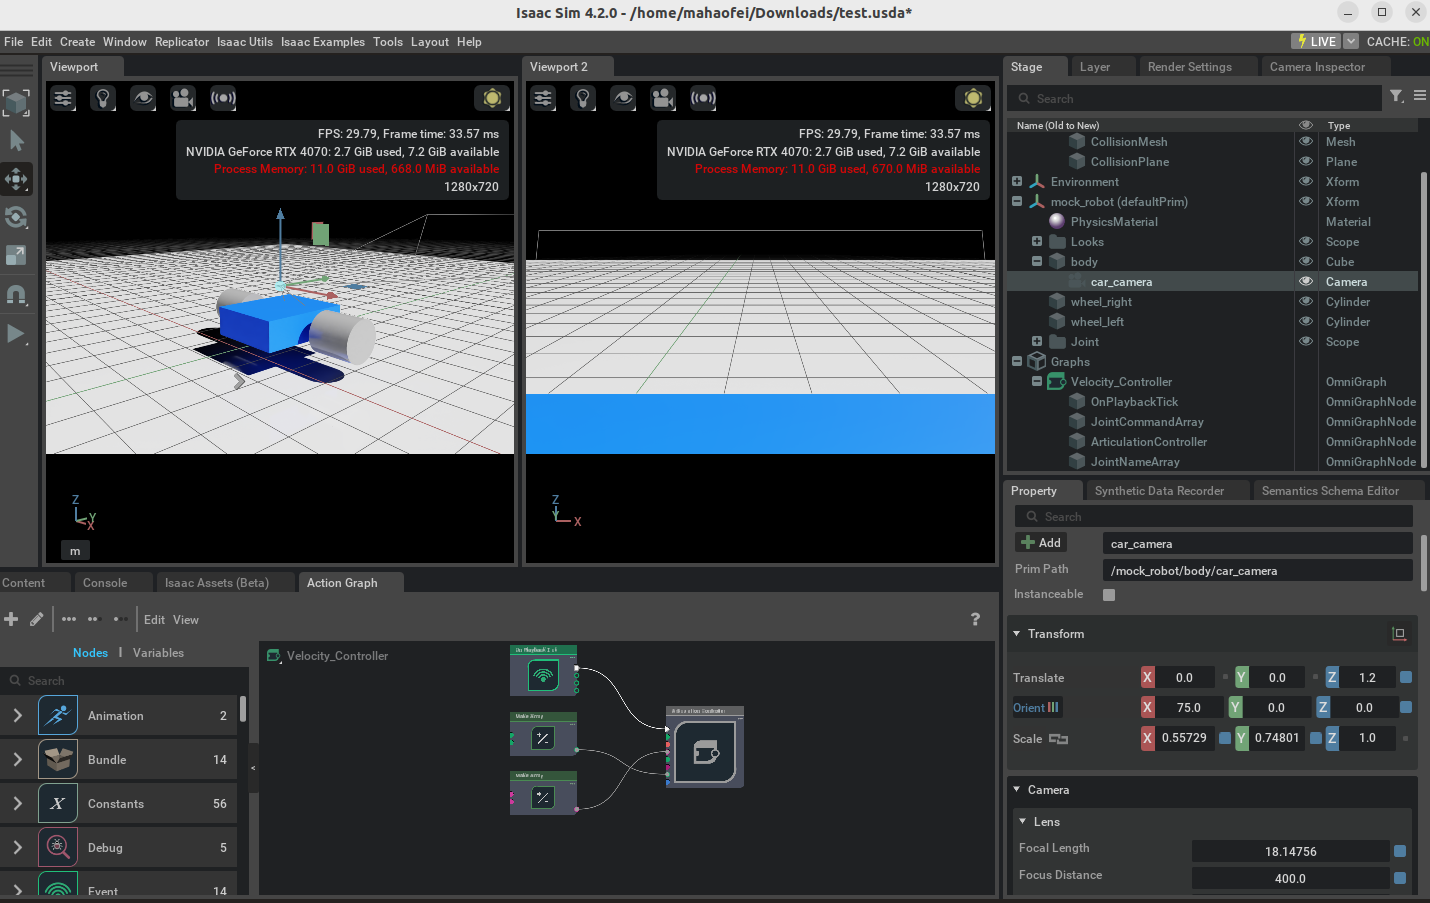 Isaac Sim 4.2.0 - /home/mahaofei/Downloads/test.usda*
File Edit Create Window Replicator Isaac Utils Isaac Examples Tools Layout Help
LIVE CACHE: ON
Viewport
FPS: 29.79, Frame time: 33.57 ms
NVIDIA GeForce RTX 4070: 2.7 GiB used, 7.2 GiB available
Process Memory: 11.0 GiB used, 668.0 MiB available
1280x720
Z
Y
X
m
Viewport 2
FPS: 29.79, Frame time: 33.57 ms
NVIDIA GeForce RTX 4070: 2.7 GiB used, 7.2 GiB available
Process Memory: 11.0 GiB used, 670.0 MiB available
1280x720
Z
Y
X
Stage Layer Render Settings Camera Inspector
Search
Name (Old to New) Type
CollisionMesh Mesh
CollisionPlane Plane
Environment Xform
mock_robot (defaultPrim) Xform
PhysicsMaterial Material
Looks Scope
body Cube
car_camera Camera
wheel_right Cylinder
wheel_left Cylinder
Joint Scope
Graphs
Velocity_Controller OmniGraph
OnPlaybackTick OmniGraphNode
JointCommandArray OmniGraphNode
ArticulationController OmniGraphNode
JointNameArray OmniGraphNode
Property Synthetic Data Recorder Semantics Schema Editor
Search
Add car_camera
Prim Path /mock_robot/body/car_camera
Instanceable
Transform
Translate X 0.0 Y 0.0 Z 1.2
Orient X 75.0 Y 0.0 Z 0.0
Scale X 0.55729 Y 0.74801 Z 1.0
Camera
Lens
Focal Length 18.14756
Focus Distance 400.0
Content Console Isaac Assets (Beta) Action Graph
Edit View ?
Nodes | Variables
Search
Animation 2
Bundle 14
Constants 56
Debug 5
Event 14
<
Velocity_Controller
On Playback Tick
Make Array
Make Array
Articulation Controller